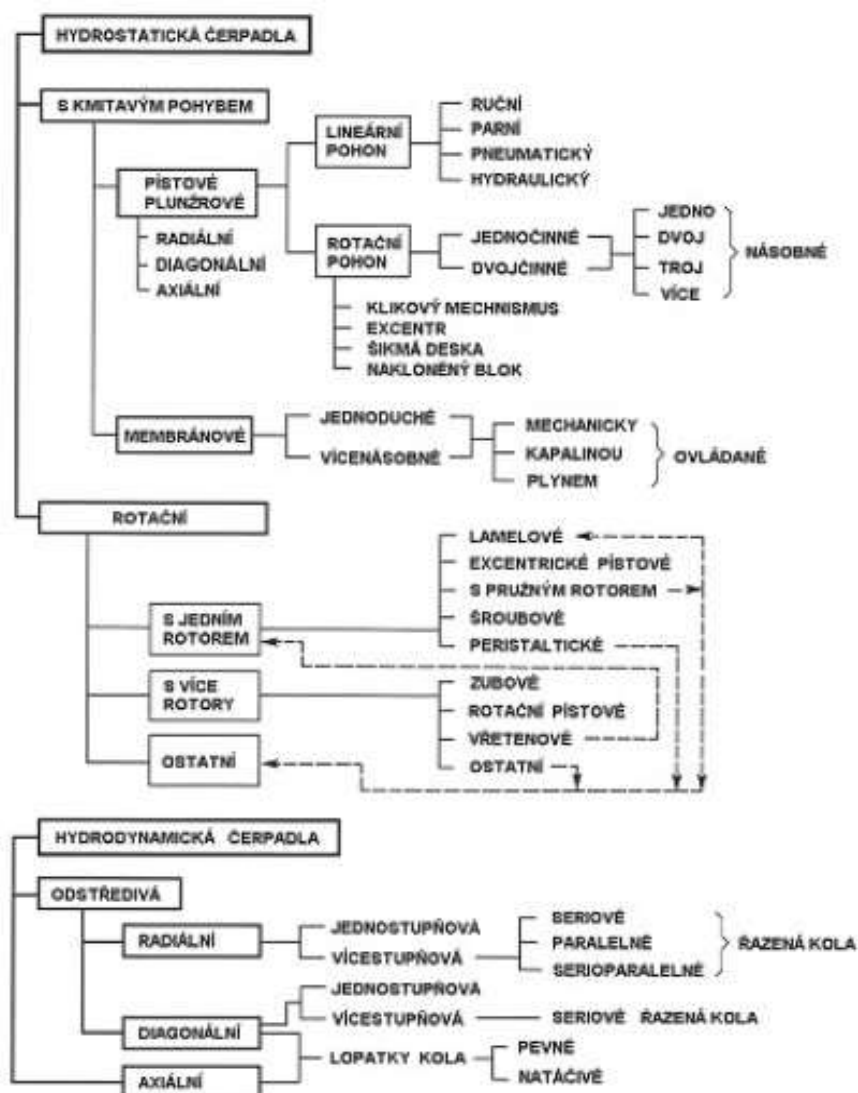 HYDROSTATICKÁ ČERPADLA
S KMITAVÝM POHYBEM
PÍSTOVÉ
PLUNŽROVÉ
RADIÁLNÍ
DIAGONÁLNÍ
AXIÁLNÍ
LINEÁRNÍ
POHON
RUČNÍ
PARNÍ
PNEUMATICKÝ
HYDRAULICKÝ
ROTAČNÍ
POHON
JEDNOČINNÉ
DVOJČINNÉ
JEDNO
DVOJ
TROJ
VÍCE
NÁSOBNÉ
KLIKOVÝ MECHNISMUS
EXCENTR
ŠIKMÁ DESKA
NAKLONĚNÝ BLOK
MEMBRÁNOVÉ
JEDNODUCHÉ
VÍCENÁSOBNÉ
MECHANICKY
KAPALINOU
PLYNEM
OVLÁDANÉ
ROTAČNÍ
S JEDNÍM
ROTOREM
LAMELOVÉ
EXCENTRICKÉ PÍSTOVÉ
S PRUŽNÝM ROTOREM
ŠROUBOVÉ
PERISTALTICKÉ
S VÍCE
ROTORY
ZUBOVÉ
ROTAČNÍ PÍSTOVÉ
VŘETENOVÉ
OSTATNÍ
OSTATNÍ
HYDRODYNAMICKÁ ČERPADLA
ODSTŘEDIVÁ
RADIÁLNÍ
JEDNOSTUPŇOVÁ
VÍCESTUPŇOVÁ
SERIOVĚ
PARALELNĚ
SERIOPARALELNĚ
ŘAZENÁ KOLA
DIAGONÁLNÍ
JEDNOSTUPŇOVÁ
VÍCESTUPŇOVÁ
SERIOVĚ ŘAZENÁ KOLA
AXIÁLNÍ
LOPATKY KOLA
PEVNÉ
NATÁČIVÉ